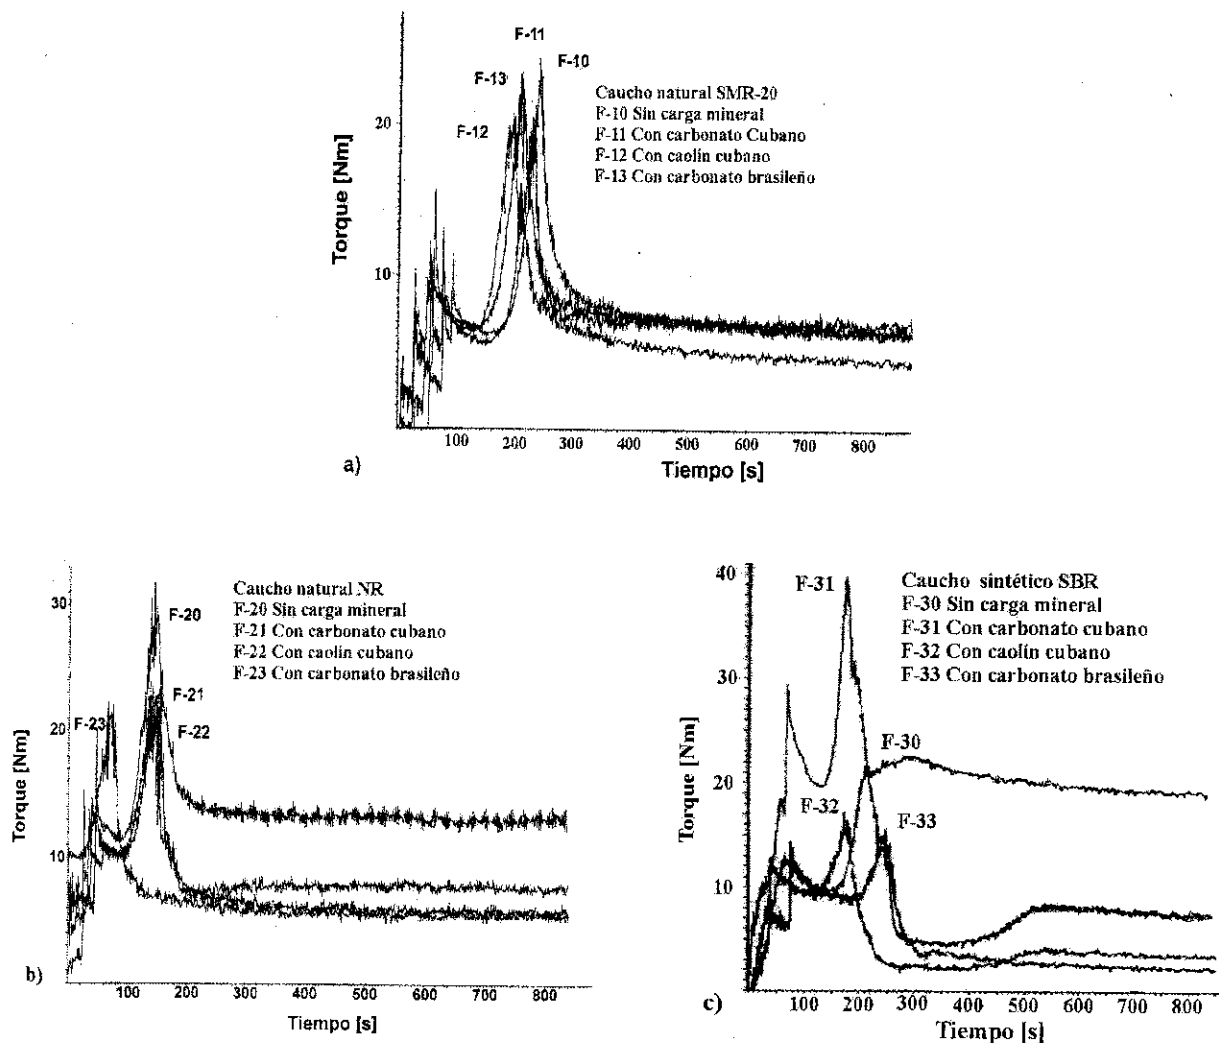 F-11
F-13
F-10
F-12
Caucho natural SMR-20
F-10 Sin carga mineral
F-11 Con carbonato Cubano
F-12 Con caolín cubano
F-13 Con carbonato brasileño
Torque [Nm]
20
10
100 200 300 400 500 600 700 800
Tiempo [s]
a)
Caucho natural NR
F-20 Sin carga mineral
F-21 Con carbonato cubano
F-22 Con caolín cubano
F-23 Con carbonato brasileño
F-20
F-21
F-22
F-23
Torque [Nm]
30
20
10
100 200 300 400 500 600 700 800
Tiempo [s]
b)
Caucho sintético SBR
F-30 Sin carga mineral
F-31 Con carbonato cubano
F-32 Con caolín cubano
F-33 Con carbonato brasileño
F-31
F-30
F-32
F-33
Torque [Nm]
40
30
20
10
100 200 300 400 500 600 700 800
Tiempo [s]
c)